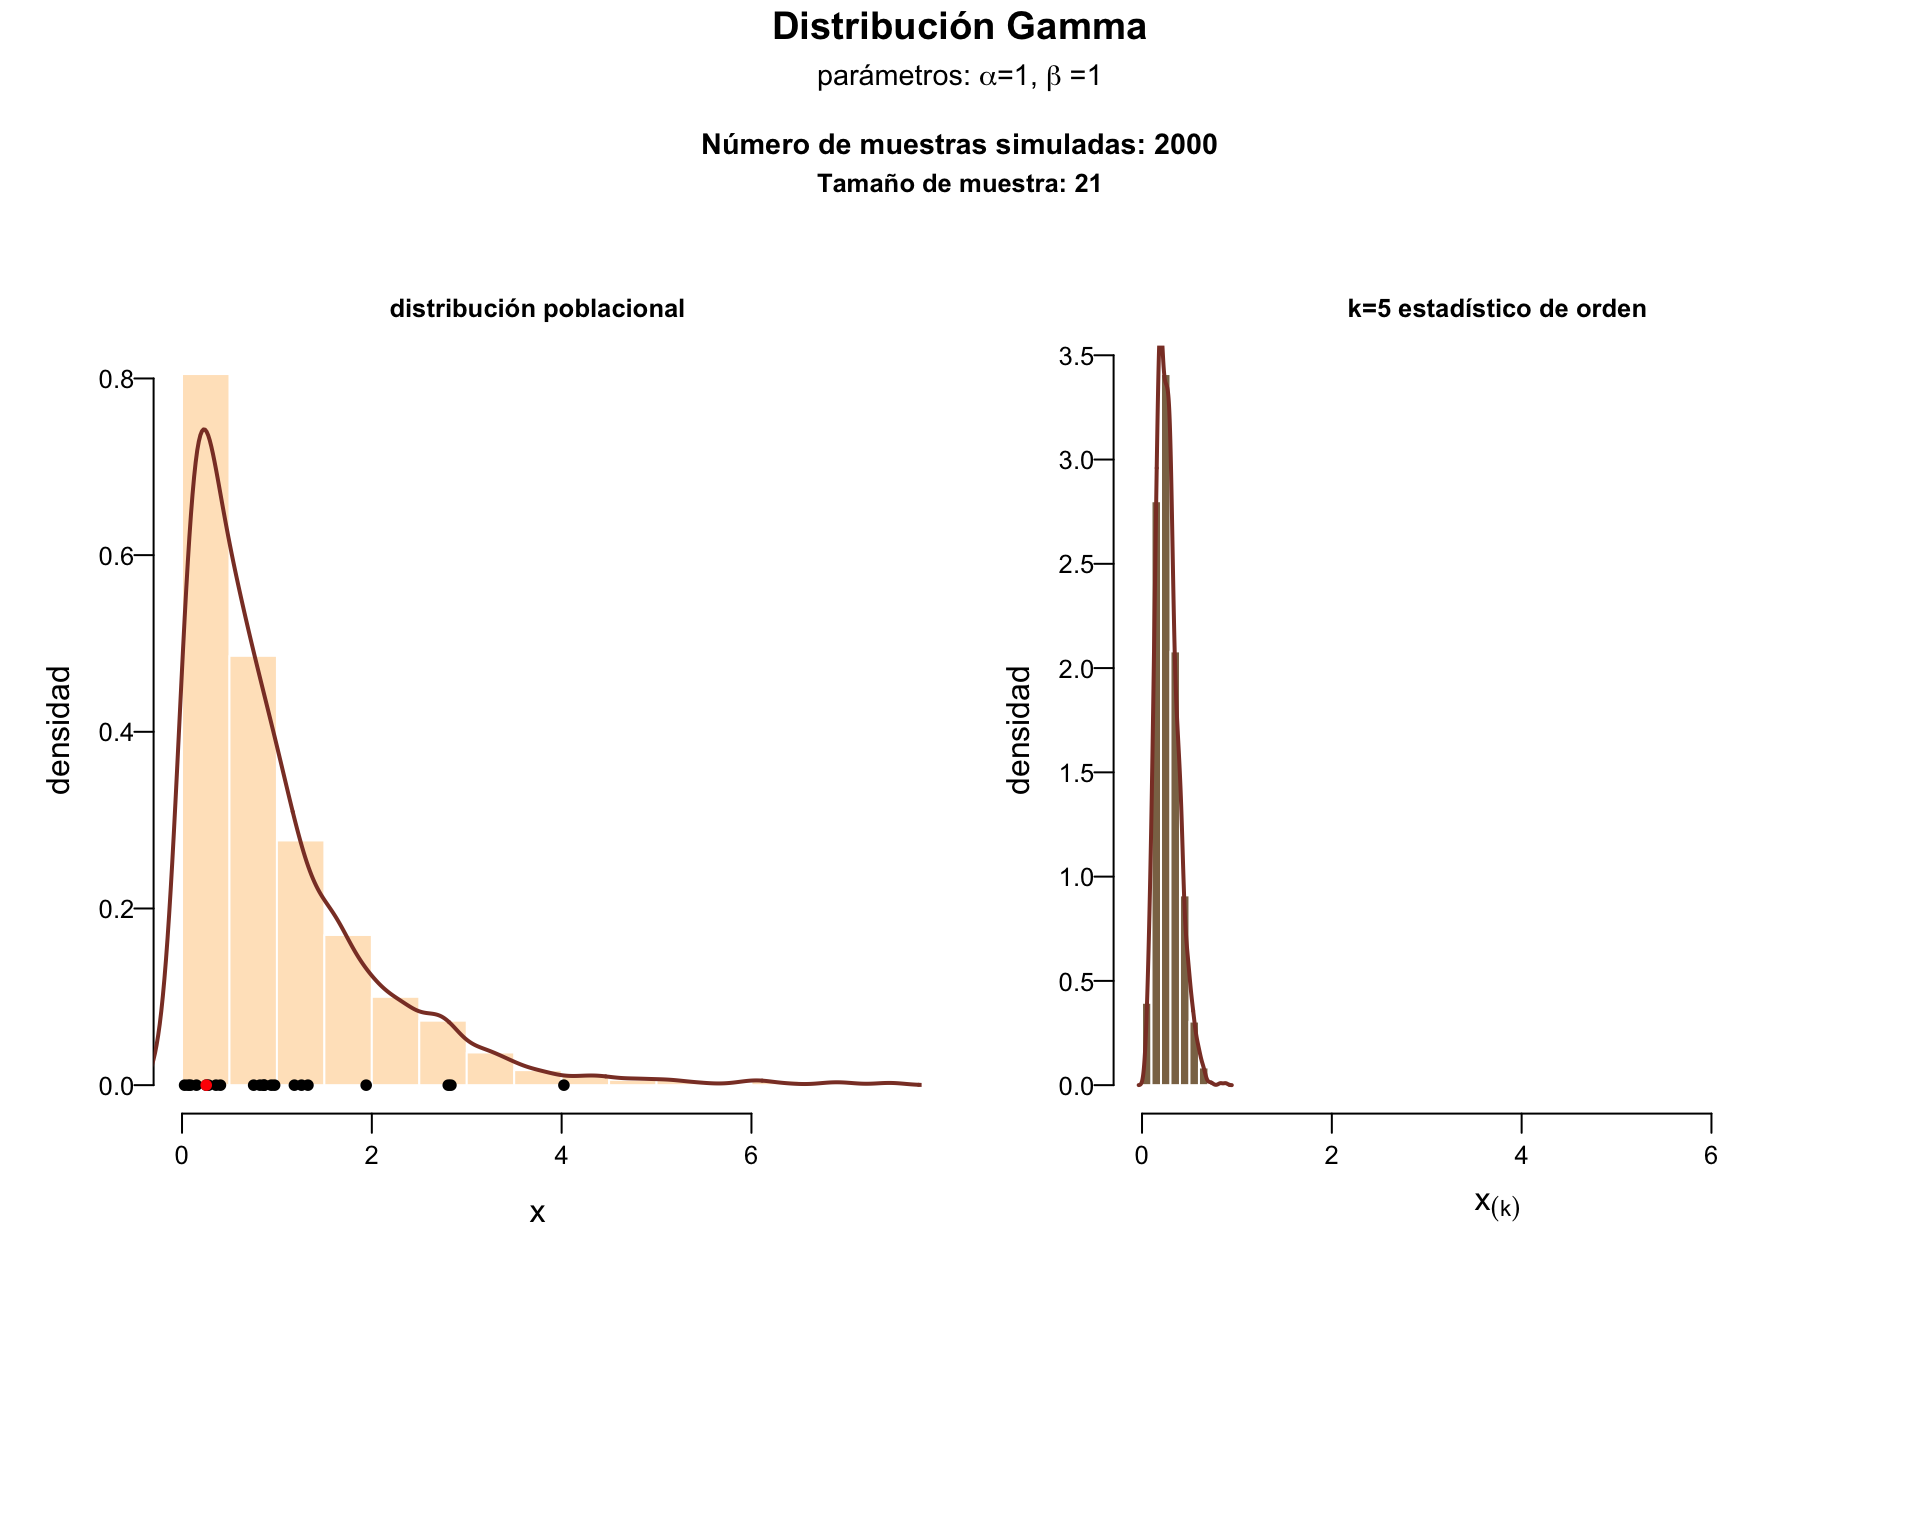 Distribución Gamma
parámetros: α=1, β =1
Número de muestras simuladas: 2000
Tamaño de muestra: 21
distribución poblacional
densidad
0.8
0.6
0.4
0.2
0.0
0 2 4 6
x
k=5 estadístico de orden
densidad
3.5
3.0
2.5
2.0
1.5
1.0
0.5
0.0
0 2 4 6
x(k)